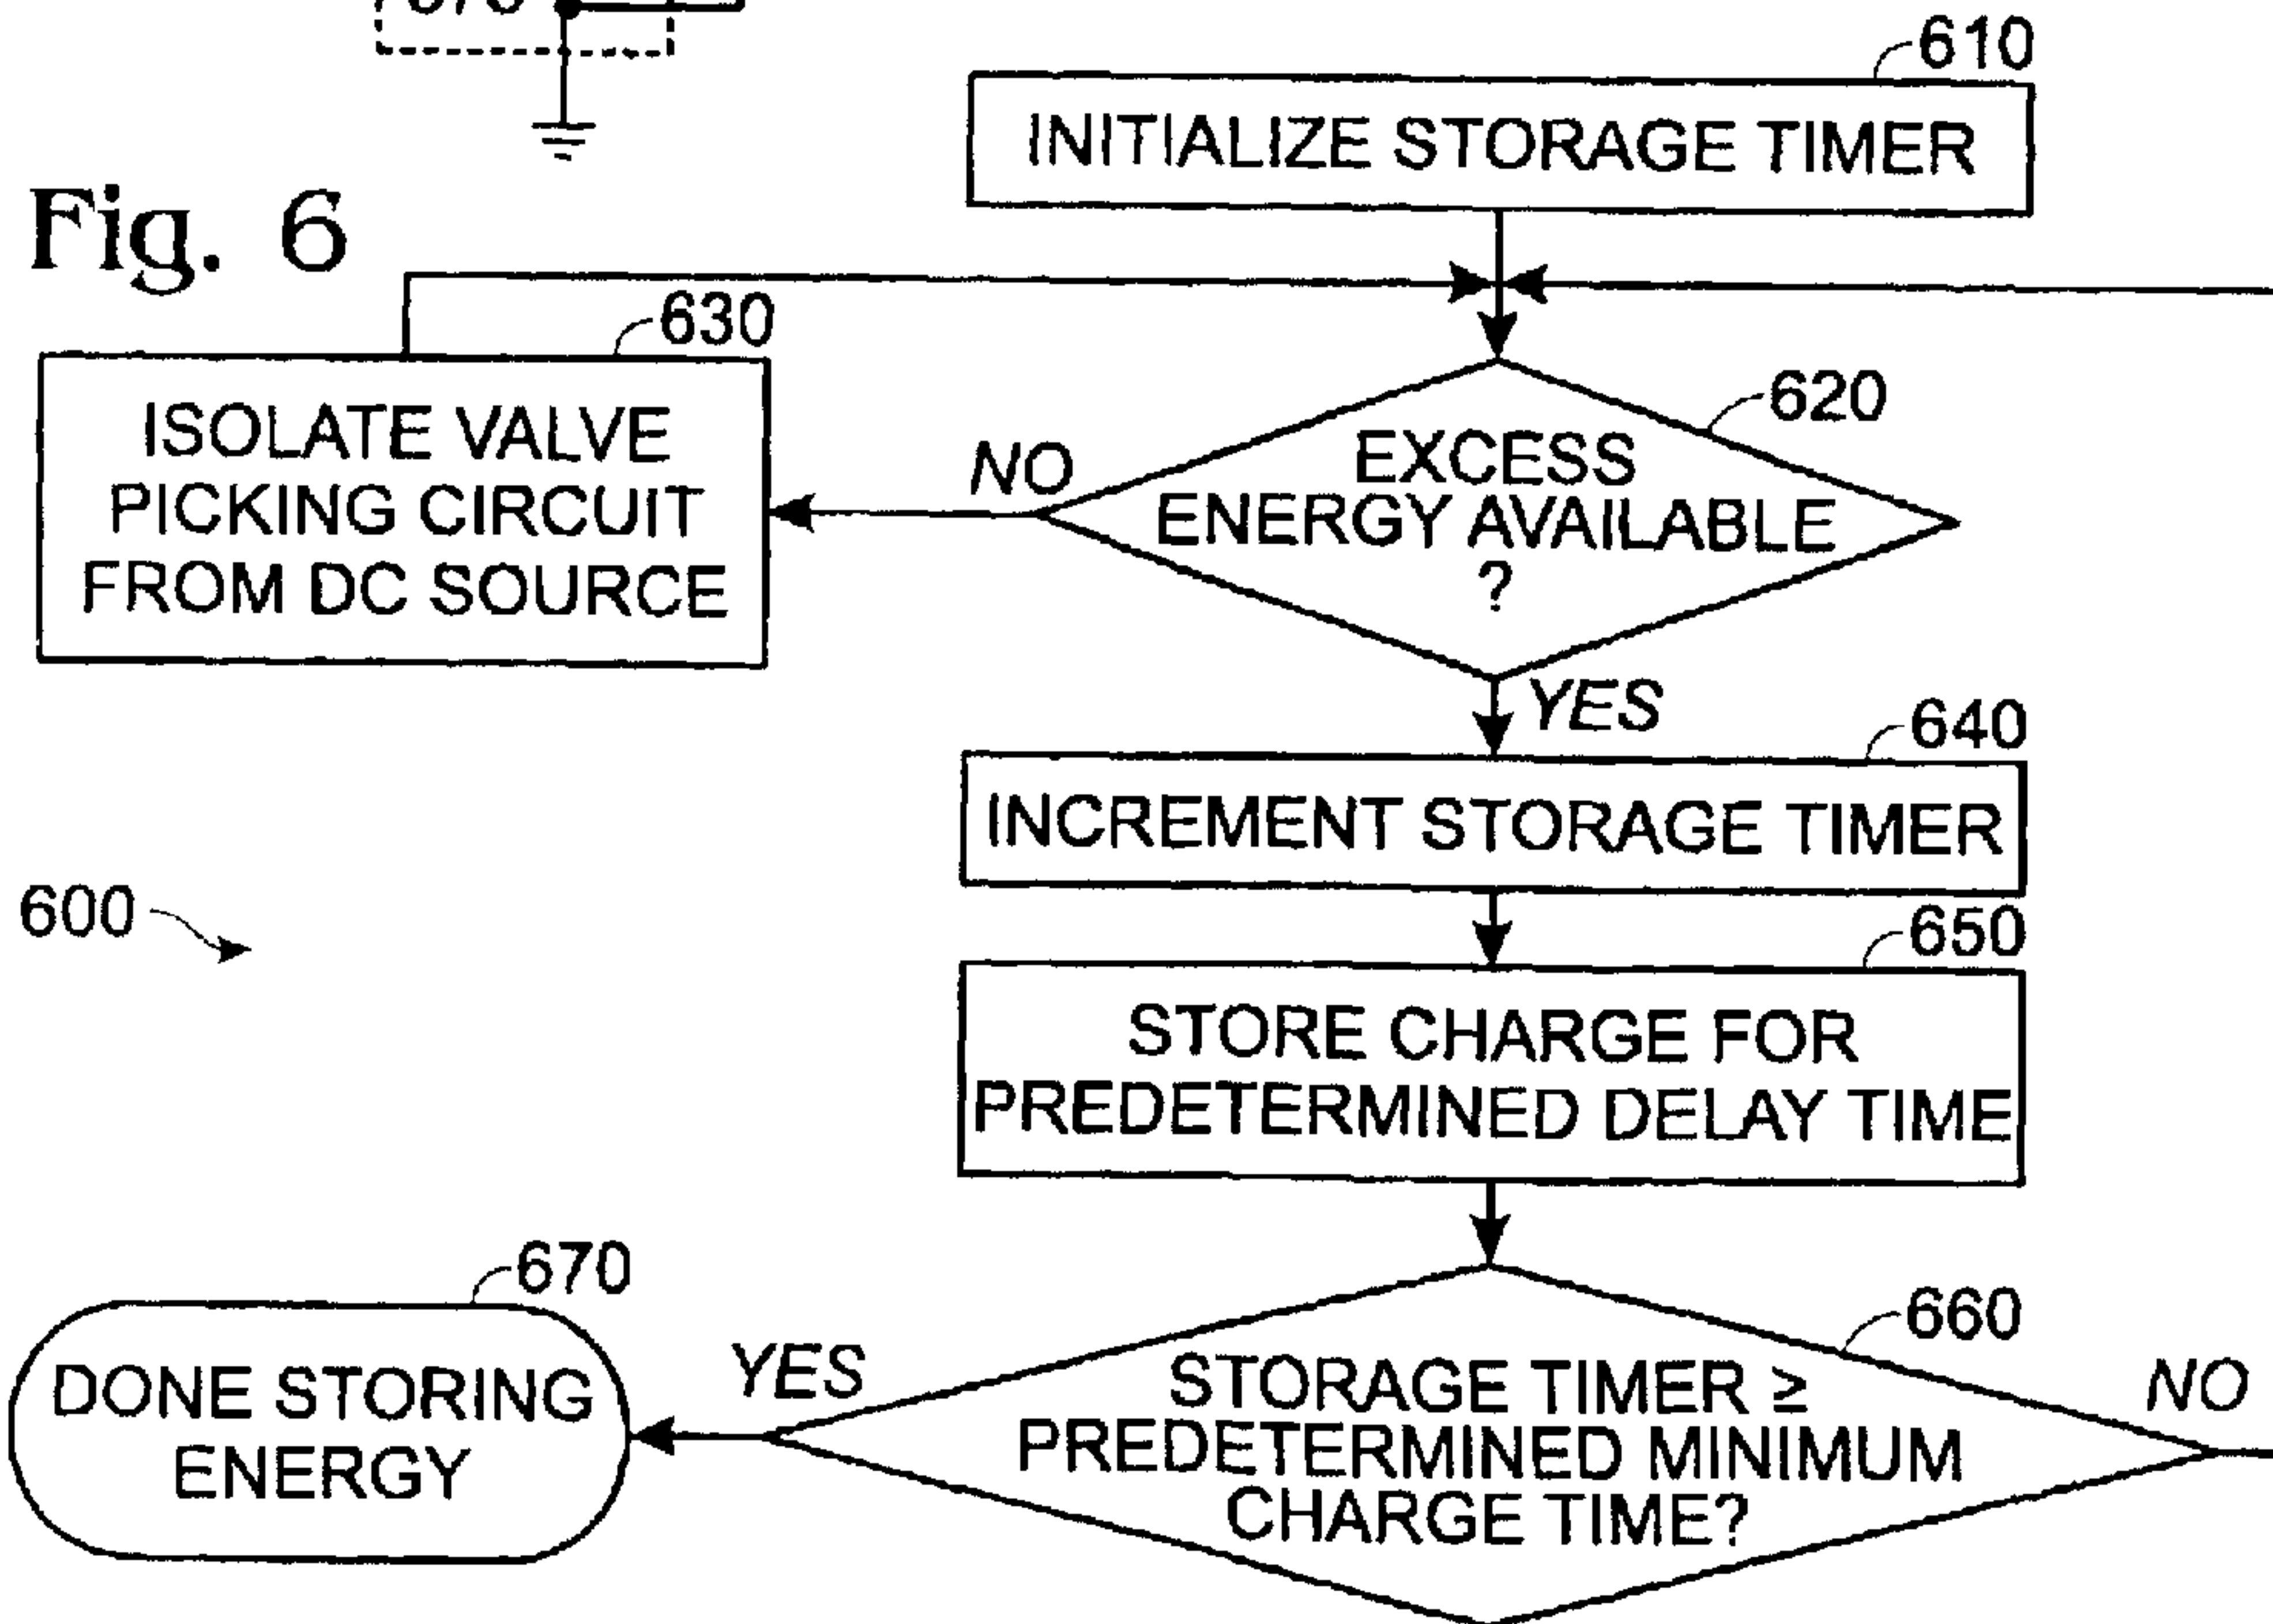 610
INITIALIZE STORAGE TIMER
Fig. 6
630
ISOLATE VALVE
PICKING CIRCUIT
FROM DC SOURCE
620
NO
EXCESS
ENERGY AVAILABLE
?
YES
640
INCREMENT STORAGE TIMER
600
650
STORE CHARGE FOR
PREDETERMINED DELAY TIME
670
DONE STORING
ENERGY
YES
660
STORAGE TIMER ≥
PREDETERMINED MINIMUM
CHARGE TIME?
NO